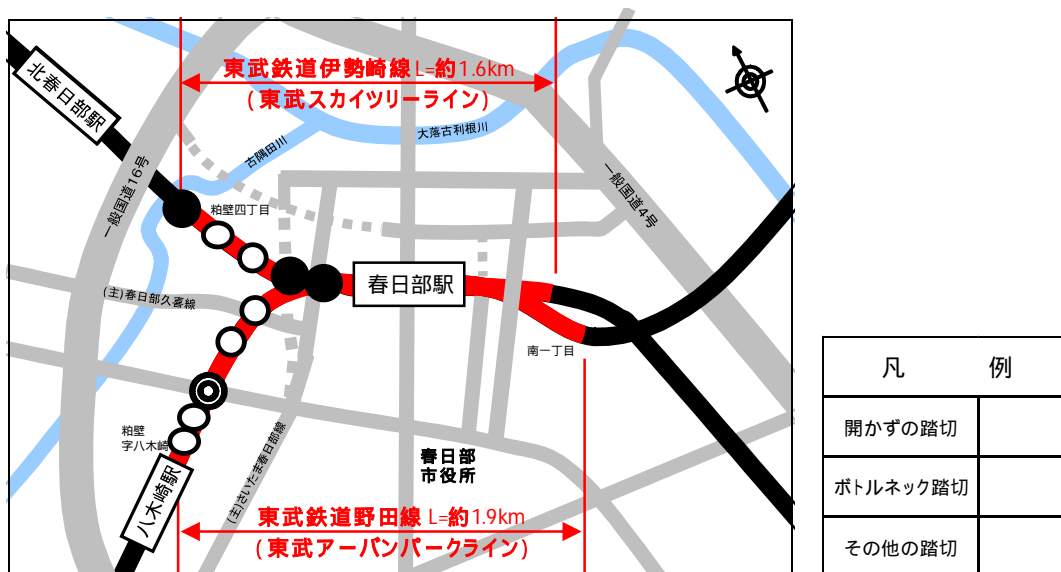 東武鉄道伊勢崎線 L=約1.6km
(東武スカイツリーライン)
北春日部駅
一般国道16号
古隅田川
大落古利根川
一般国道4号
粕壁四丁目
(主)春日部久喜線
春日部駅
南一丁目
粕壁
字八木崎
八木崎駅
(主)さいたま春日部線
春日部
市役所
東武鉄道野田線 L=約1.9km
(東武アーバンパークライン)
凡 例
開かずの踏切
ボトルネック踏切
その他の踏切